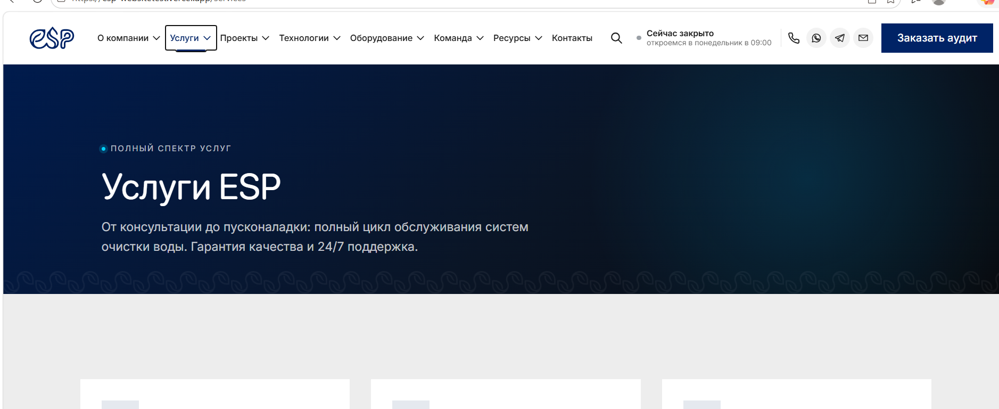 esp
О компании
Услуги
Проекты
Технологии
Оборудование
Команда
Ресурсы
Контакты
Сейчас закрыто
откроемся в понедельник в 09:00
Заказать аудит
ПОЛНЫЙ СПЕКТР УСЛУГ
Услуги ESP
От консультации до пусконаладки: полный цикл обслуживания систем
очистки воды. Гарантия качества и 24/7 поддержка.